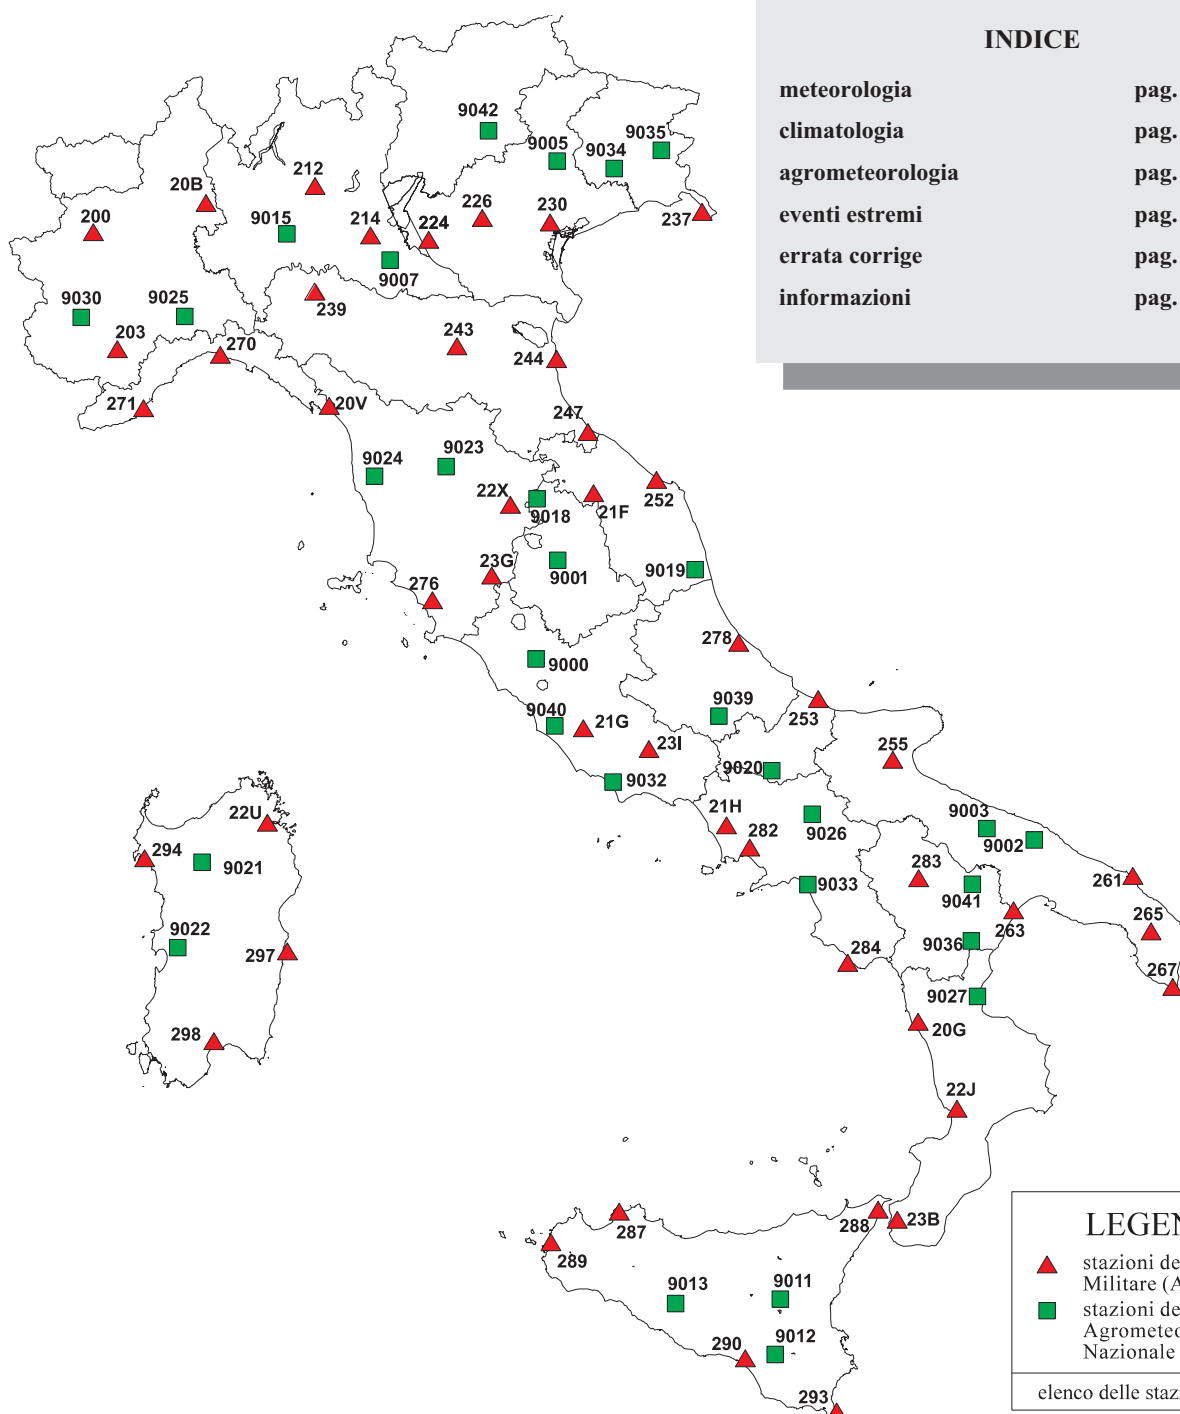 INDICE
meteorologia pag.
climatologia pag.
agrometeorologia pag.
eventi estremi pag.
errata corrige pag.
informazioni pag.
9042
9005
9034
9035
212
20B
200
9015
214
224
226
230
237
9007
239
9030
9025
203
270
243
244
271
20V
247
9024
9023
22X
9018
21F
252
23G
9001
9019
276
278
9000
9040
21G
9039
253
23I
255
9032
9020
21H
282
9026
9003
9002
22U
294
9021
283
9041
261
9033
263
265
9022
297
9036
284
267
9027
20G
298
22J
287
288
23B
289
9013
9011
290
9012
293
LEGEN
stazioni de
Militare (A
stazioni de
Agrometeo
Nazionale
elenco delle staz